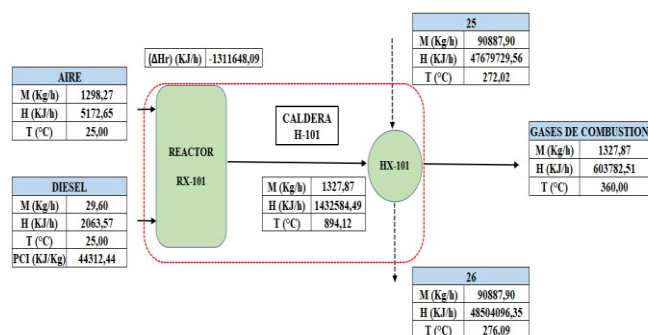 25
M (Kg/h) 90887,90
H (KJ/h) 47679729,56
T (°C) 272,02
(ΔHr) (KJ/h) -1311648,09
AIRE
M (Kg/h) 1298,27
H (KJ/h) 5172,65
T (°C) 25,00
CALDERA
H-101
REACTOR
RX-101
HX-101
GASES DE COMBUSTION
M (Kg/h) 1327,87
H (KJ/h) 603782,51
T (°C) 360,00
DIESEL
M (Kg/h) 29,60
H (KJ/h) 2063,57
T (°C) 25,00
PCI (KJ/Kg) 44312,44
M (Kg/h) 1327,87
H (KJ/h) 1432584,49
T (°C) 894,12
26
M (Kg/h) 90887,90
H (KJ/h) 48504096,35
T (°C) 276,09